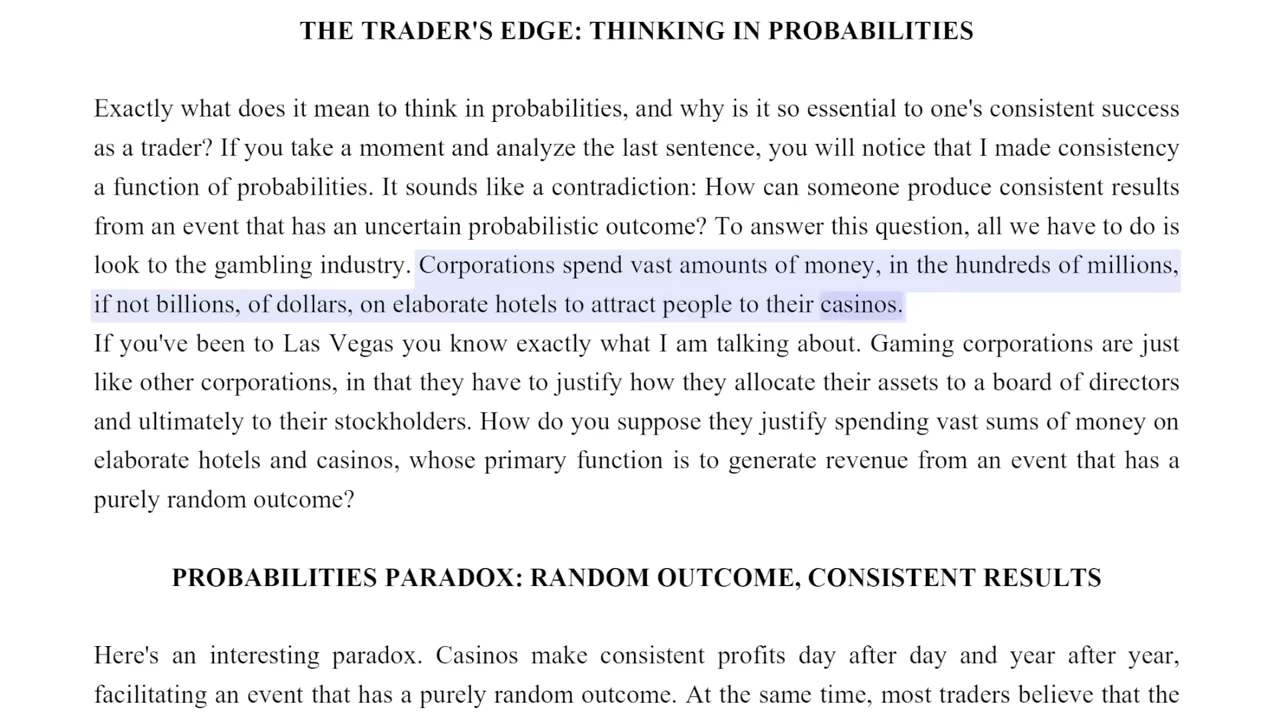 THE TRADER'S EDGE: THINKING IN PROBABILITIES
Exactly what does it mean to think in probabilities, and why is it so essential to one's consistent success
as a trader? If you take a moment and analyze the last sentence, you will notice that I made consistency
a function of probabilities. It sounds like a contradiction: How can someone produce consistent results
from an event that has an uncertain probabilistic outcome? To answer this question, all we have to do is
look to the gambling industry. Corporations spend vast amounts of money, in the hundreds of millions,
if not billions, of dollars, on elaborate hotels to attract people to their casinos.
If you've been to Las Vegas you know exactly what I am talking about. Gaming corporations are just
like other corporations, in that they have to justify how they allocate their assets to a board of directors
and ultimately to their stockholders. How do you suppose they justify spending vast sums of money on
elaborate hotels and casinos, whose primary function is to generate revenue from an event that has a
purely random outcome?
PROBABILITIES PARADOX: RANDOM OUTCOME, CONSISTENT RESULTS
Here's an interesting paradox. Casinos make consistent profits day after day and year after year,
facilitating an event that has a purely random outcome. At the same time, most traders believe that the